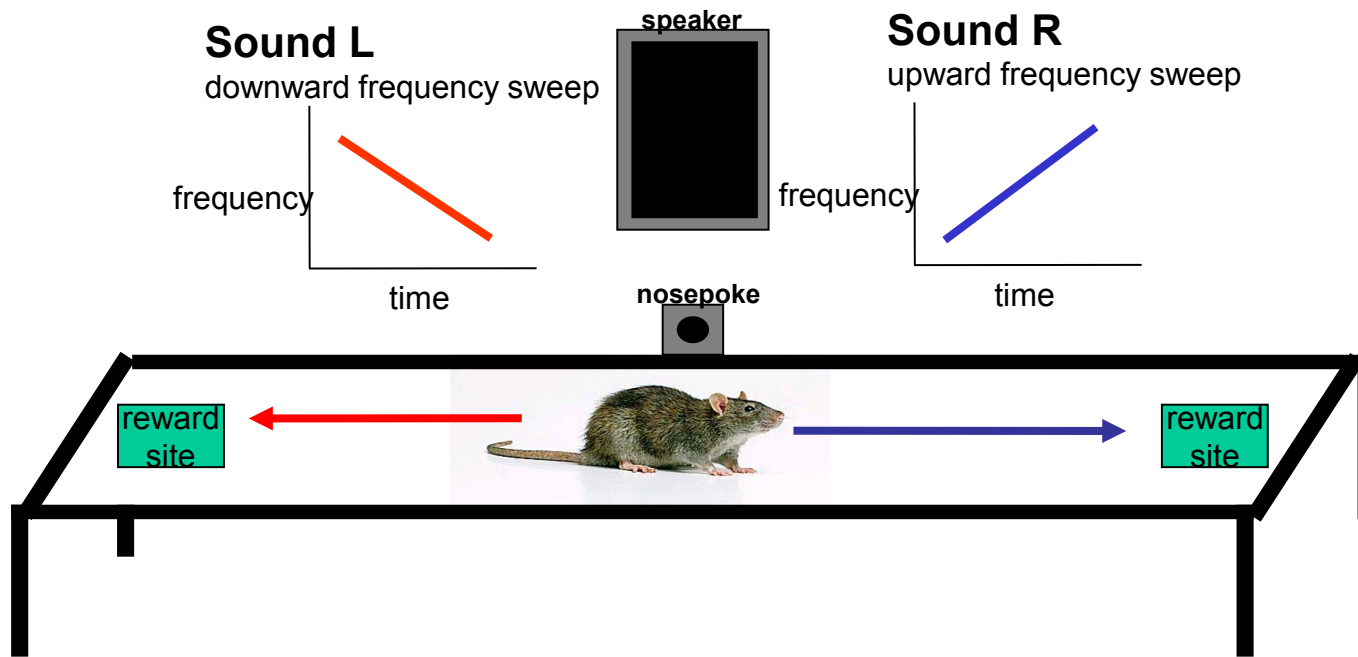 speaker
Sound L
downward frequency sweep
frequency
time
Sound R
upward frequency sweep
frequency
time
nosepoke
reward
site
reward
site